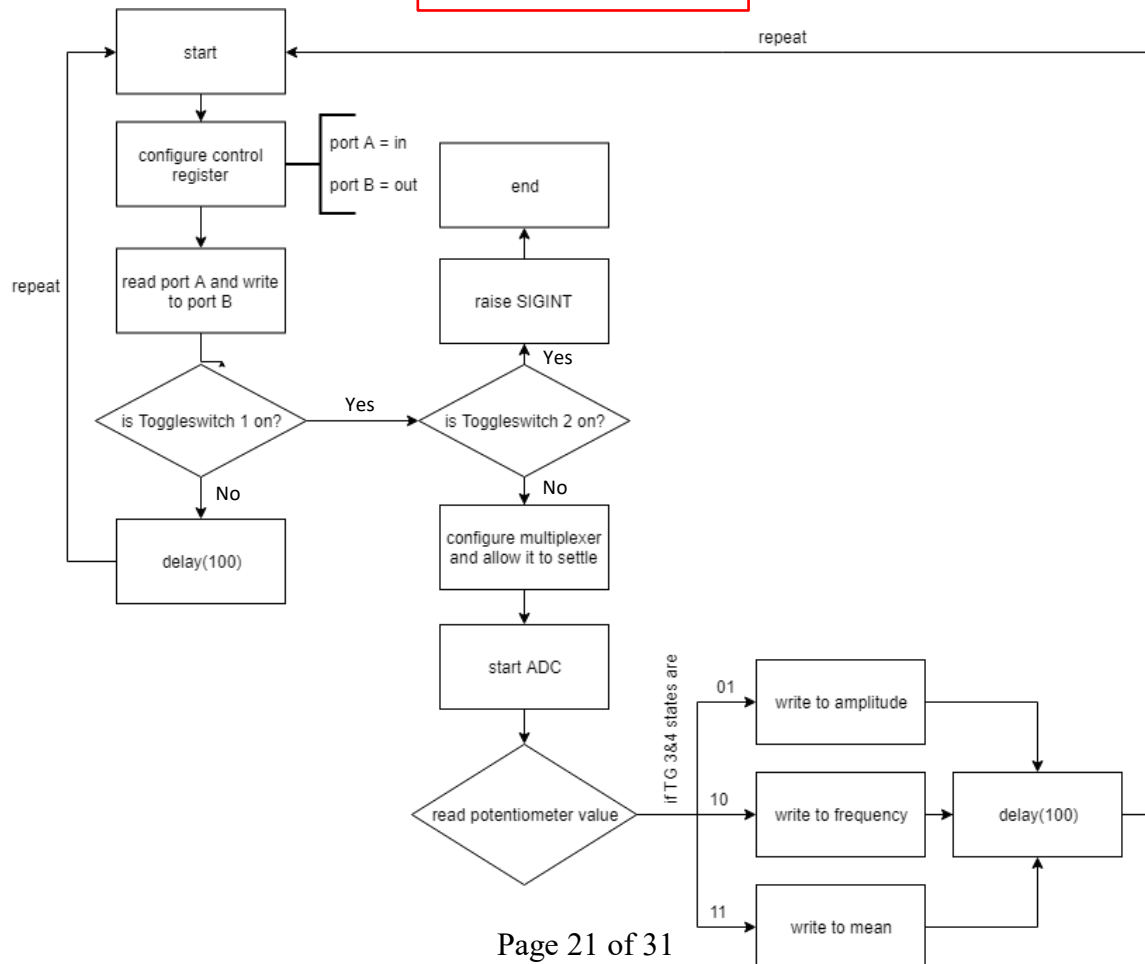 start
repeat
configure control
register
port A = in
port B = out
end
repeat
read port A and write
to port B
raise SIGINT
Yes
is Toggleswitch 1 on?
Yes
is Toggleswitch 2 on?
No
No
delay(100)
configure multiplexer
and allow it to settle
start ADC
if TG 3&4 states are
01
write to amplitude
read potentiometer value
10
write to frequency
delay(100)
11
write to mean
Page 21 of 31